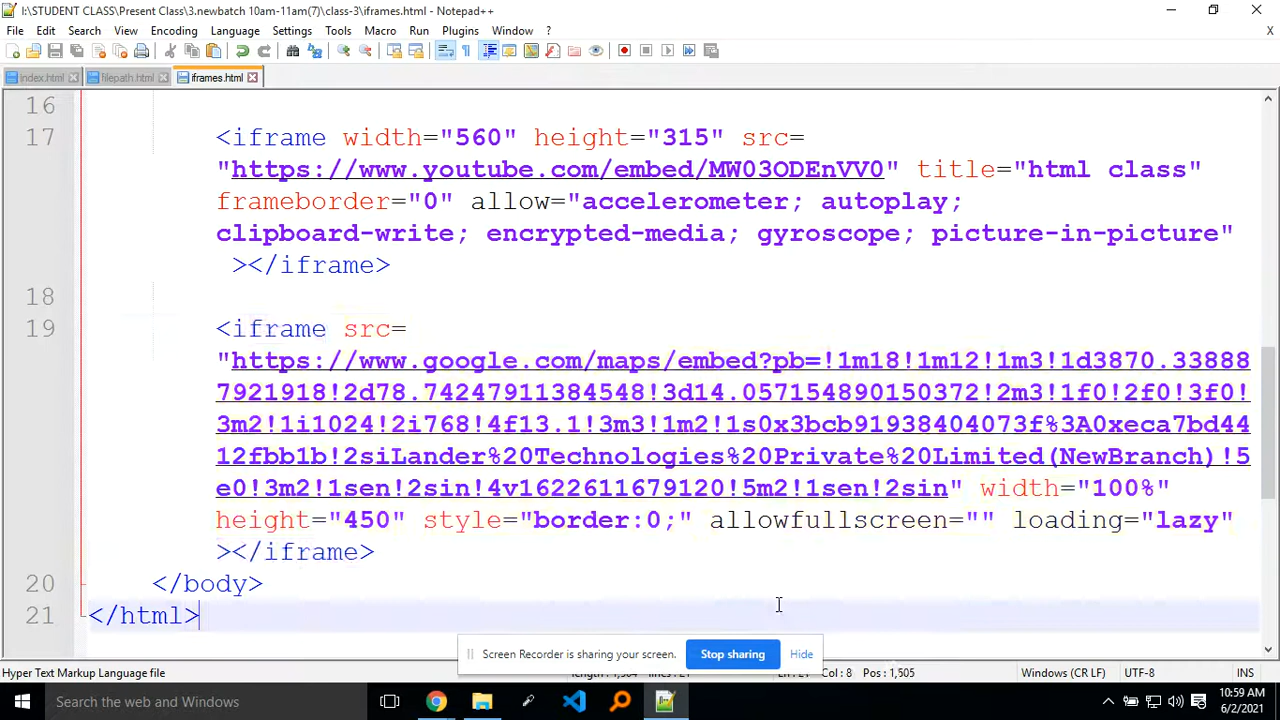 I:\STUDENT CLASS\Present Class\3.newbatch 10am-11am(7)\class-3\iframes.html - Notepad++
File Edit Search View Encoding Language Settings Tools Macro Run Plugins Window ?
X
index.html filepath.html iframes.html
16
17 <iframe width="560" height="315" src=
"https://www.youtube.com/embed/MW03ODEnVV0" title="html class"
frameborder="0" allow="accelerometer; autoplay;
clipboard-write; encrypted-media; gyroscope; picture-in-picture"
></iframe>
18
19 <iframe src=
"https://www.google.com/maps/embed?pb=!1m18!1m12!1m3!1d3870.33888
7921918!2d78.74247911384548!3d14.057154890150372!2m3!1f0!2f0!3f0!
3m2!1i1024!2i768!4f13.1!3m3!1m2!1s0x3bcb91938404073f%3A0xeca7bd44
12fbb1b!2siLander%20Technologies%20Private%20Limited(NewBranch)!5
e0!3m2!1sen!2sin!4v1622611679120!5m2!1sen!2sin" width="100%"
height="450" style="border:0;" allowfullscreen="" loading="lazy"
></iframe>
20 </body>
21 </html>
Screen Recorder is sharing your screen. Stop sharing Hide
Hyper Text Markup Language file Col : 8 Pos : 1,505 Windows (CR LF) UTF-8 INS
Search the web and Windows
10:59 AM
6/2/2021